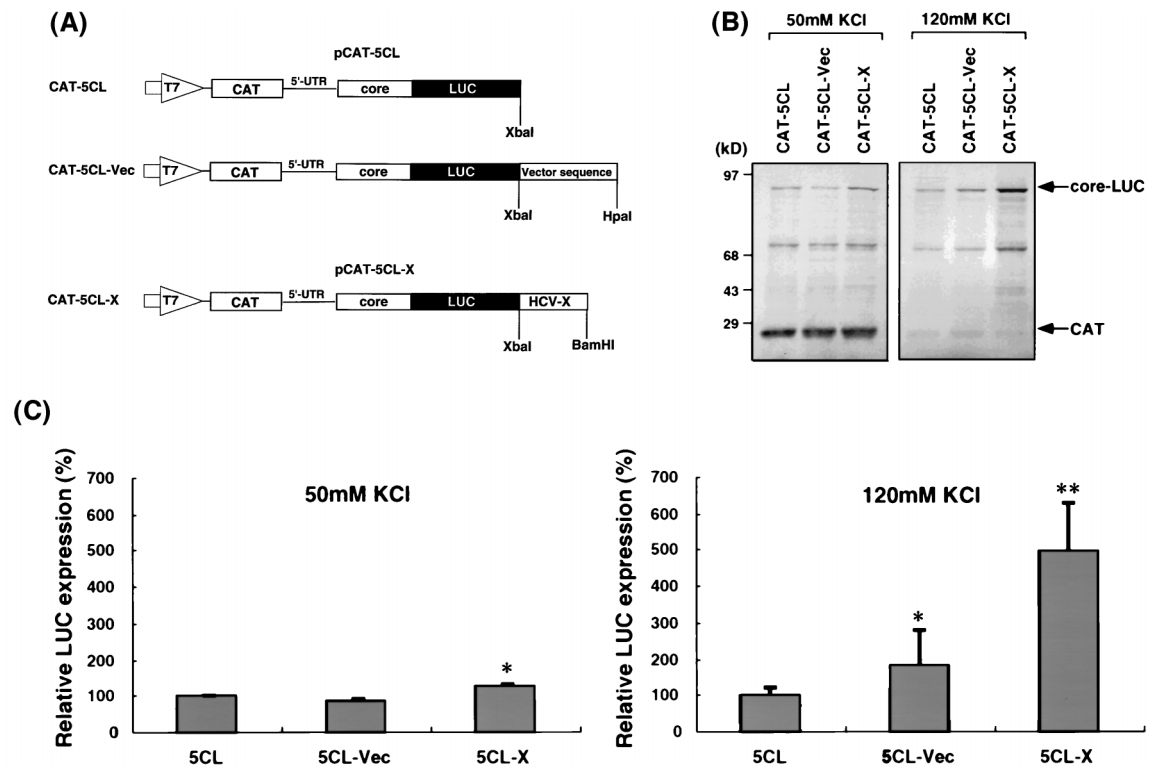 (A)
pCAT-5CL
CAT-5CL
T7
CAT
5'-UTR
core
LUC
XbaI
CAT-5CL-Vec
T7
CAT
5'-UTR
core
LUC
Vector sequence
XbaI
HpaI
pCAT-5CL-X
CAT-5CL-X
T7
CAT
5'-UTR
core
LUC
HCV-X
XbaI
BamHI
(B)
50mM KCl
120mM KCl
CAT-5CL
CAT-5CL-Vec
CAT-5CL-X
CAT-5CL
CAT-5CL-Vec
CAT-5CL-X
(kD)
97
68
43
29
core-LUC
CAT
(C)
Relative LUC expression (%)
700
600
500
400
300
200
100
0
50mM KCl
*
5CL
5CL-Vec
5CL-X
Relative LUC expression (%)
700
600
500
400
300
200
100
0
120mM KCl
*
**
5CL
5CL-Vec
5CL-X